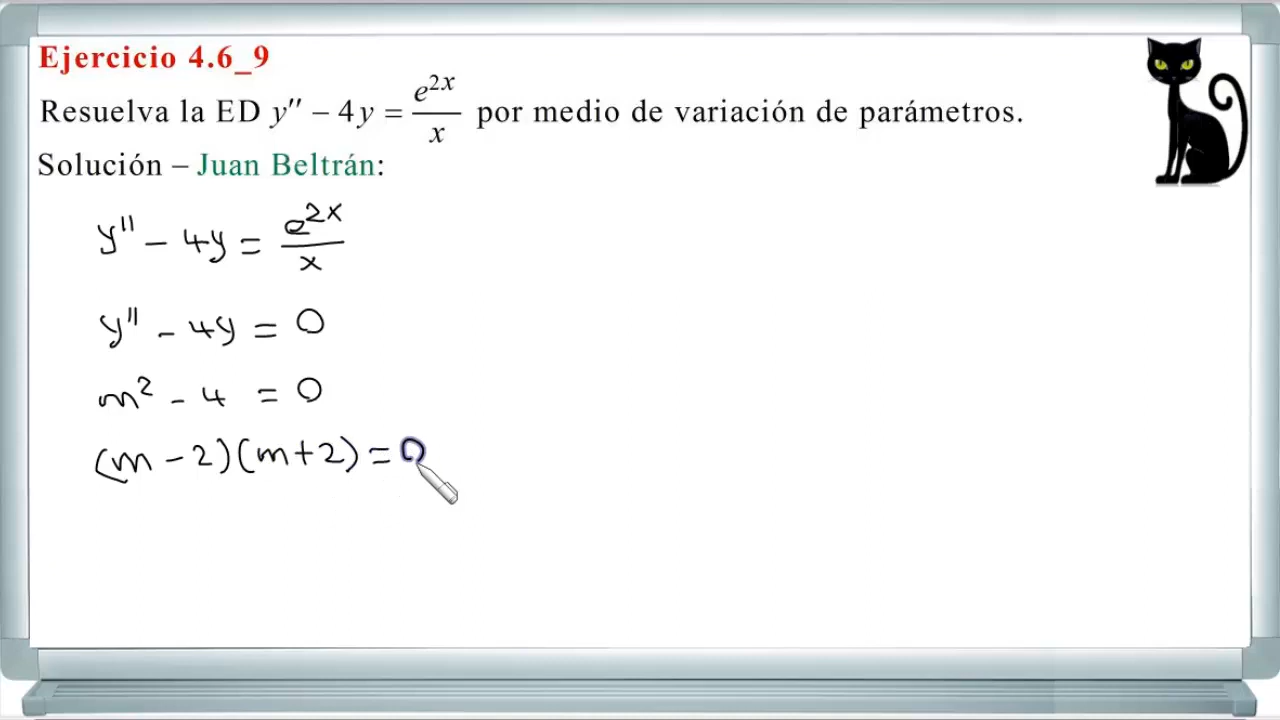 Ejercicio 4.6_9
Resuelva la ED y'' – 4y = e^{2x}/x por medio de variación de parámetros.
Solución – Juan Beltrán:
y'' – 4y = e^{2x}/x
y'' – 4y = 0
m² – 4 = 0
(m – 2)(m + 2) = 0